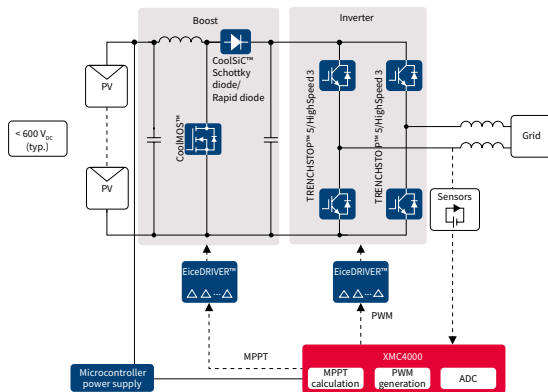 Boost
Inverter
CoolSiC™
Schottky
diode/
Rapid diode
CoolMOS™
TRENCHSTOP™ 5/HighSpeed 3
TRENCHSTOP™ 5/HighSpeed 3
PV
< 600 V_DC
(typ.)
PV
Grid
Sensors
EiceDRIVER™
...
EiceDRIVER™
...
PWM
MPPT
XMC4000
Microcontroller
power supply
MPPT
calculation
PWM
generation
ADC